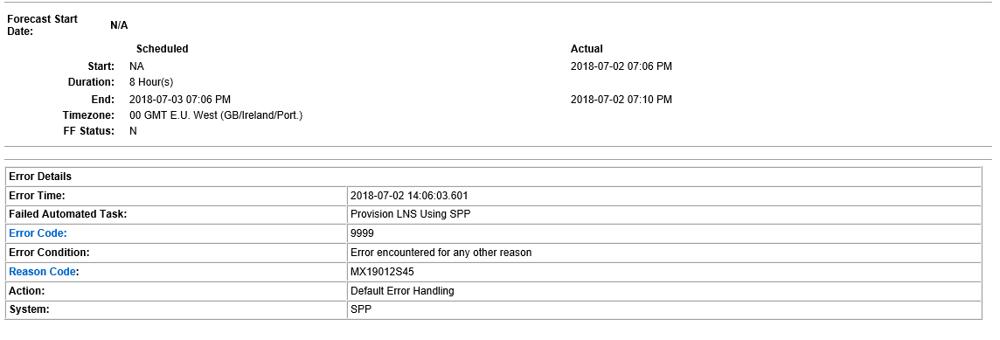 Forecast Start Date: N/A
Scheduled Actual
Start: NA 2018-07-02 07:06 PM
Duration: 8 Hour(s)
End: 2018-07-03 07:06 PM 2018-07-02 07:10 PM
Timezone: 00 GMT E.U. West (GB/Ireland/Port.)
FF Status: N
Error Details
Error Time: 2018-07-02 14:06:03.601
Failed Automated Task: Provision LNS Using SPP
Error Code: 9999
Error Condition: Error encountered for any other reason
Reason Code: MX19012S45
Action: Default Error Handling
System: SPP